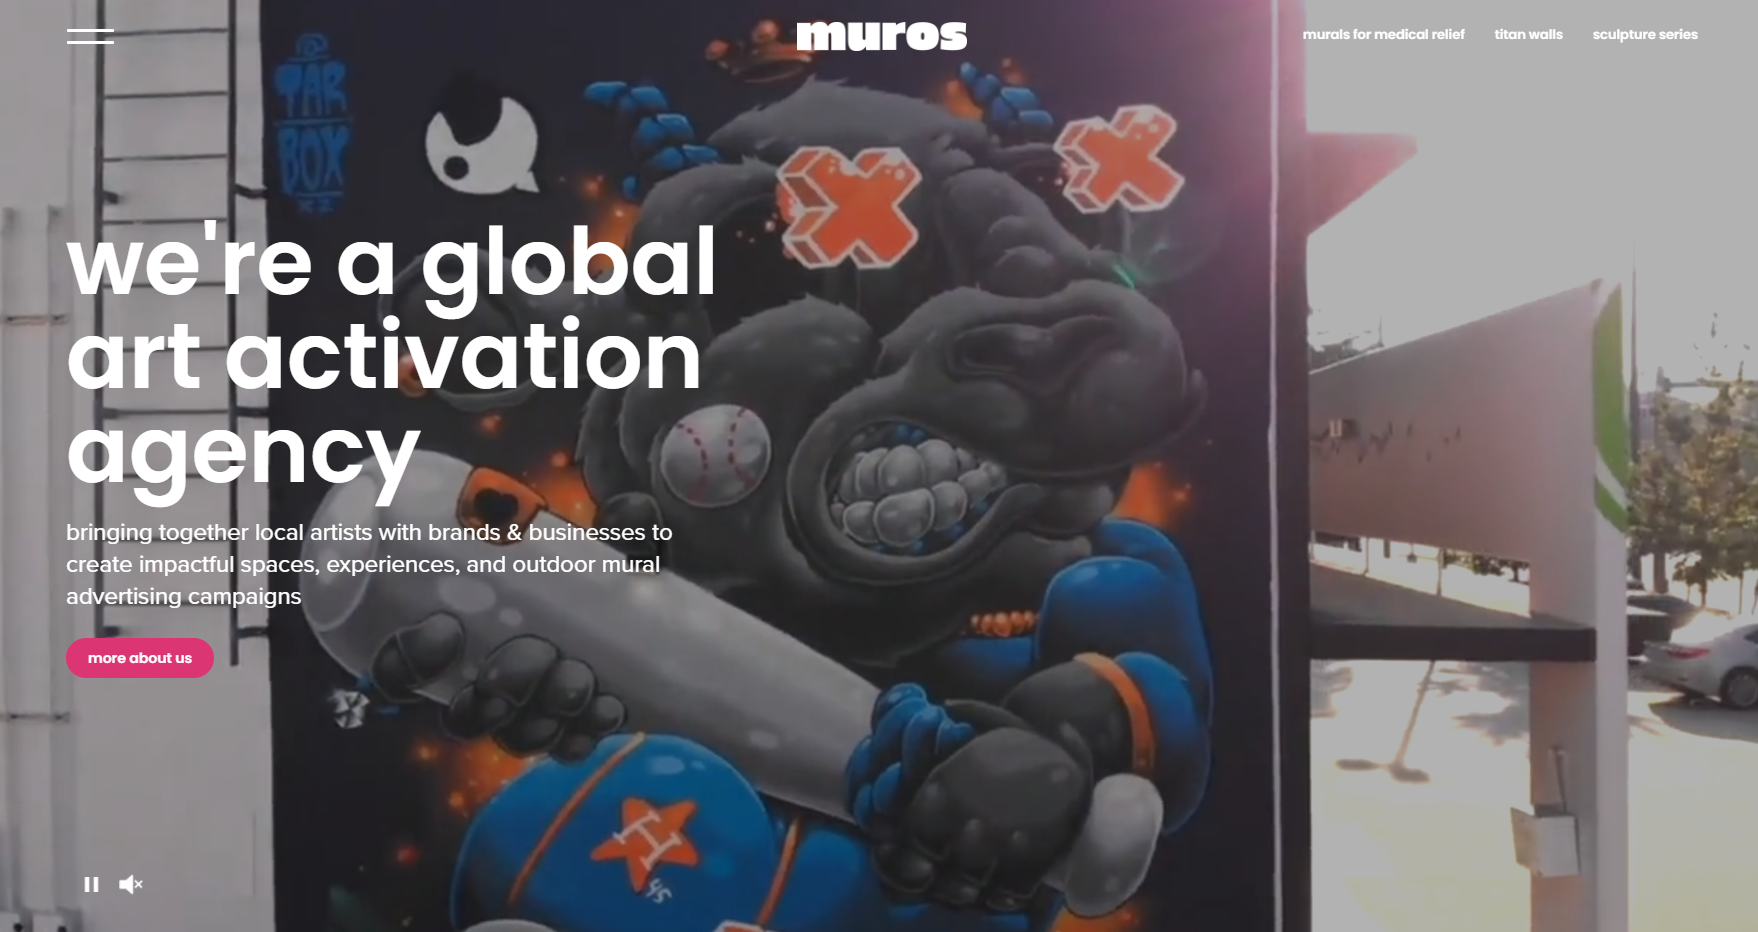 muros
murals for medical relief
titan walls
sculpture series
TAR
BOX
we're a global
art activation
agency
bringing together local artists with brands & businesses to
create impactful spaces, experiences, and outdoor mural
advertising campaigns
more about us
H
45